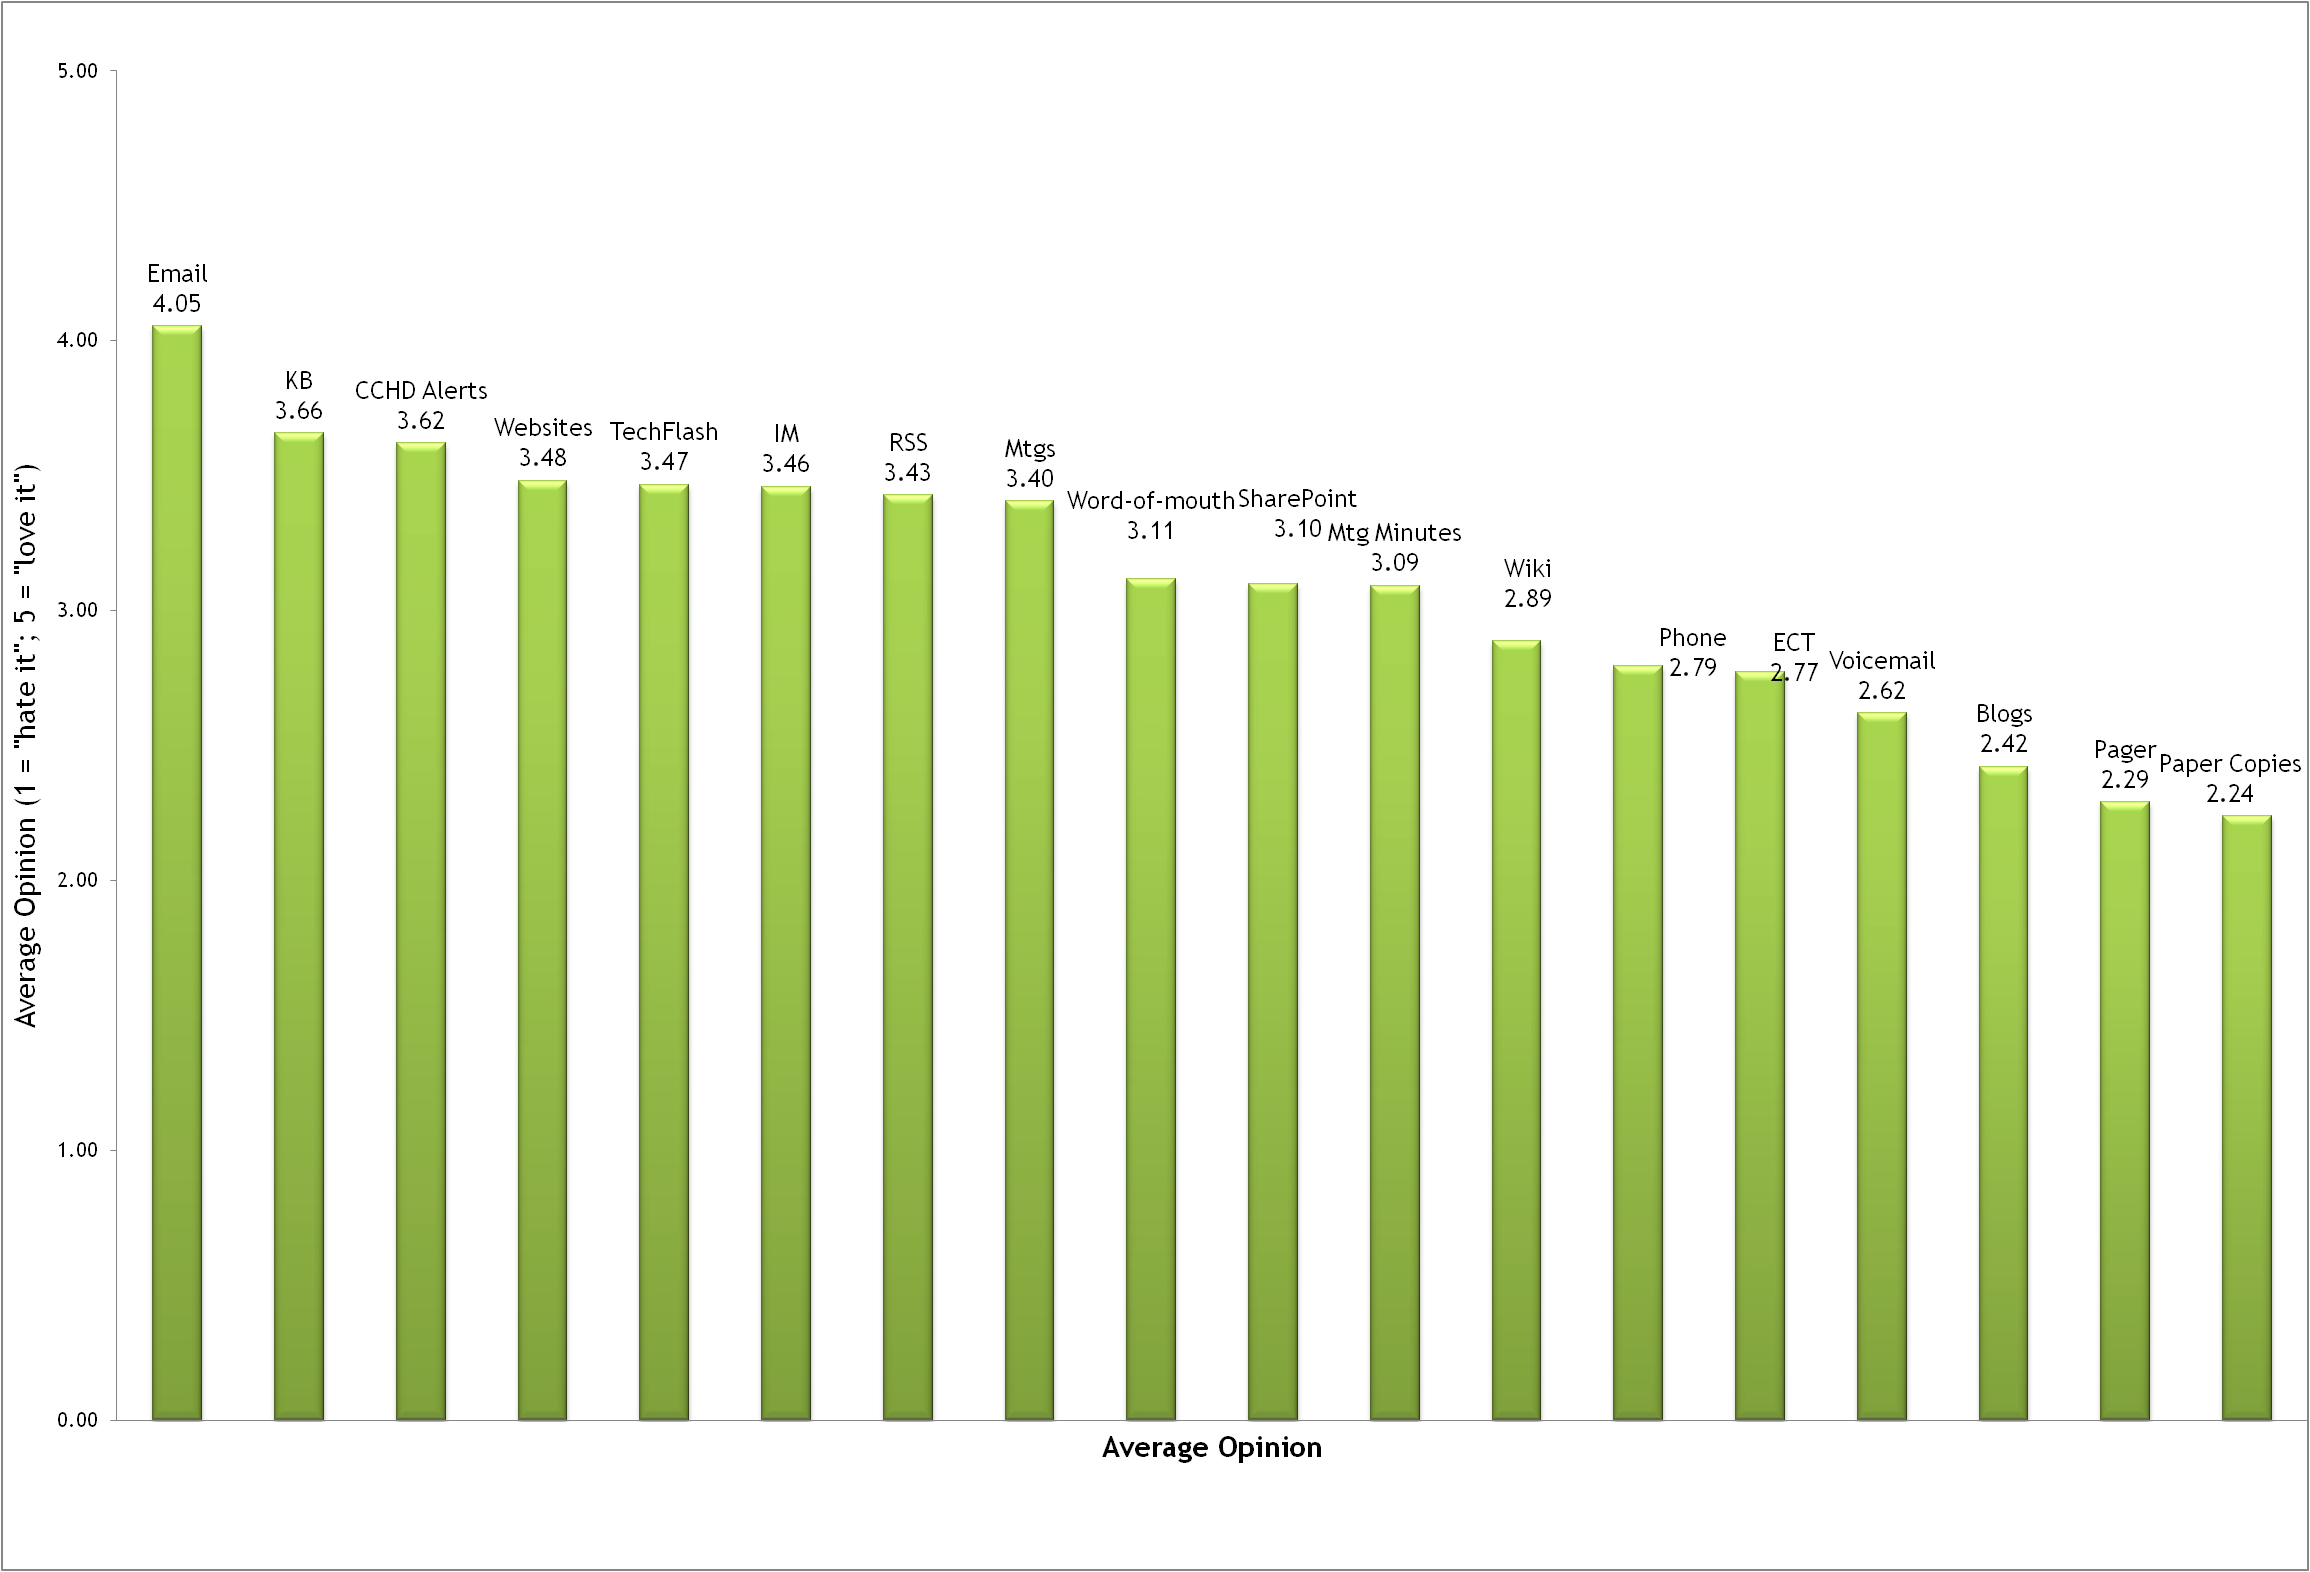 5.00
4.00
3.00
2.00
1.00
0.00
Average Opinion (1 = "hate it"; 5 = "love it")
Email
4.05
KB
3.66
CCHD Alerts
3.62
Websites
3.48
TechFlash
3.47
IM
3.46
RSS
3.43
Mtgs
3.40
Word-of-mouth
3.11
SharePoint
3.10
Mtg Minutes
3.09
Wiki
2.89
Phone
2.79
ECT
2.77
Voicemail
2.62
Blogs
2.42
Pager
2.29
Paper Copies
2.24
Average Opinion